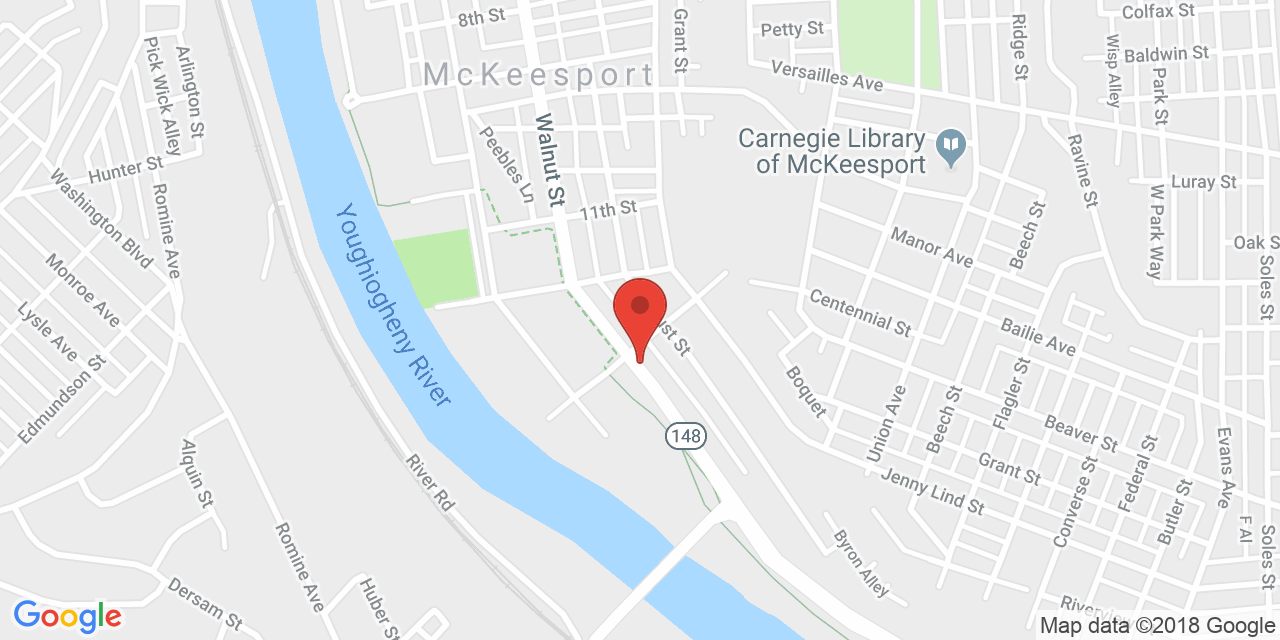 8th St
Grant St
Petty St
Ridge St
Colfax St
Wisp Alley
Baldwin St
Park St
Pick Wick Alley
Arlington St
McKeesport
Versailles Ave
Walnut St
Peebles Ln
Carnegie Library
of McKeesport
Ravine St
Hunter St
Washington Blvd
Romine Ave
Luray St
W Park Way
11th St
Youghiogheny River
Manor Ave
Beech St
Oak S
Soles St
Monroe Ave
Lysle Ave
Edmundson St
ust St
Centennial St
Bailie Ave
Boquet
Union Ave
Beech St
Flagler St
Beaver St
148
Alquin St
River Rd
Jenny Lind St
Grant St
Converse St
Federal St
Butler St
Evans Ave
F Al
Soles St
Romine Ave
Byron Alley
Dersam St
Huber St
Riverview
Google
Map data ©2018 Google